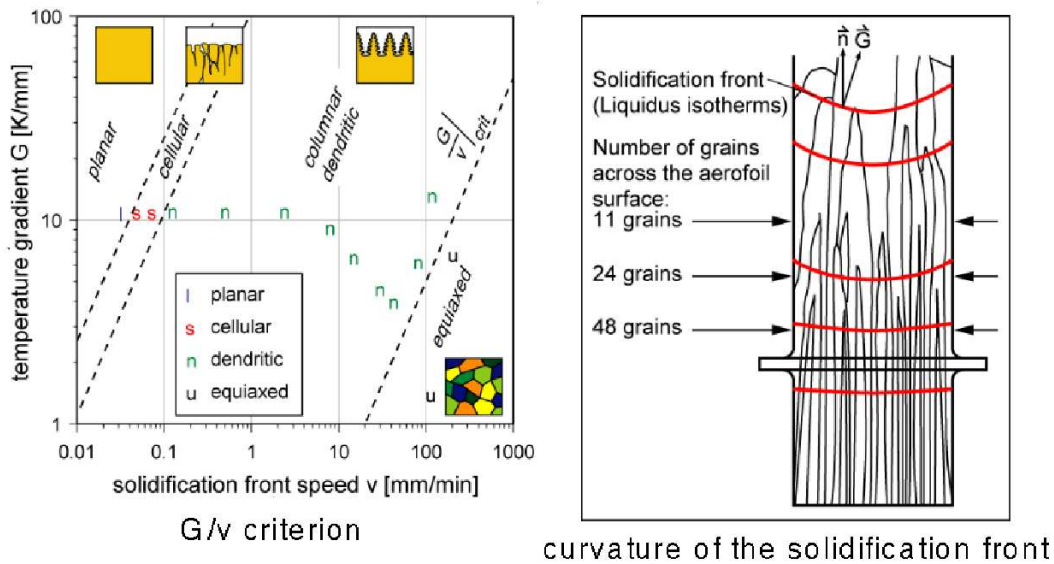 temperature gradient G [K/mm]
100
10
1
planar
cellular
columnar
dendritic
G/v|crit
equiaxed
I planar
s cellular
n dendritic
u equiaxed
I
s s n n n n
n
n
n
n
n
n
u
u
0.01 0.1 1 10 100 1000
solidification front speed v [mm/min]
G/v criterion
n G
Solidification front
(Liquidus isotherms)
Number of grains
across the aerofoil
surface:
11 grains
24 grains
48 grains
curvature of the solidification front